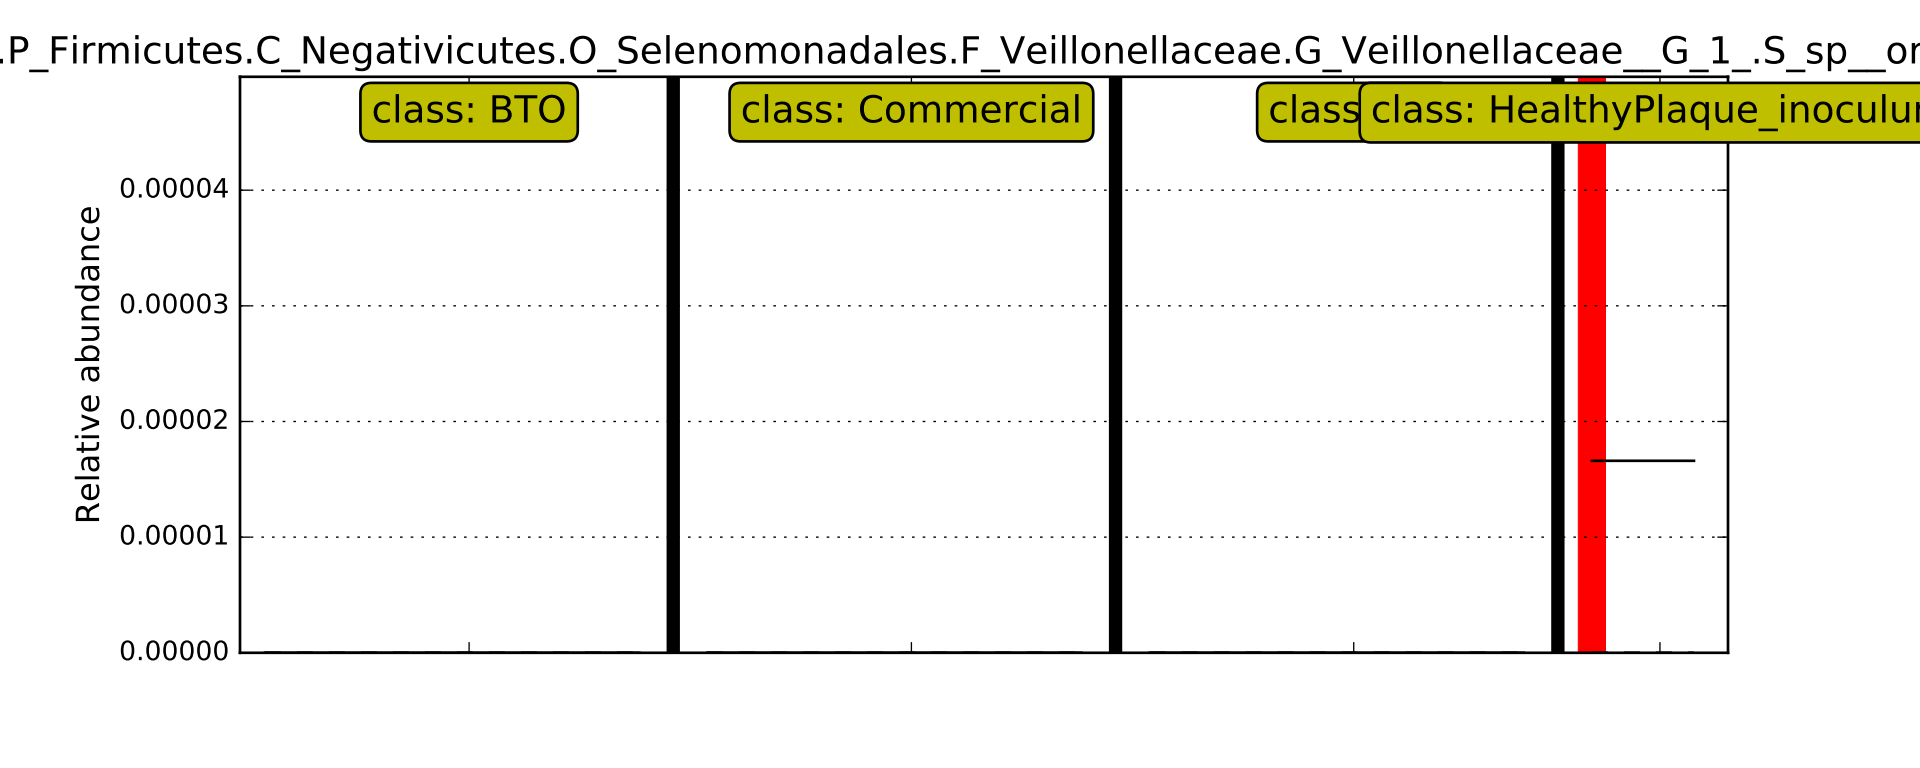 .P_Firmicutes.C_Negativicutes.O_Selenomonadales.F_Veillonellaceae.G_Veillonellaceae__G_1_.S_sp__or
class: BTO class: Commercial class class: HealthyPlaque_inoculu
0.00004
0.00003
0.00002
0.00001
0.00000
Relative abundance